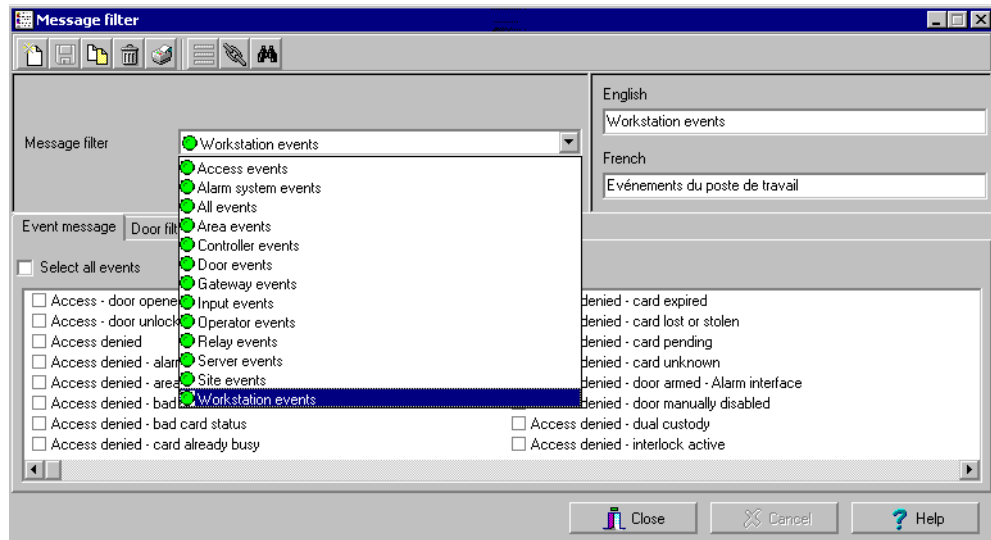 Message filter
English
Workstation events
Message filter
Workstation events
French
Evénements du poste de travail
Access events
Alarm system events
All events
Area events
Controller events
Door events
Gateway events
Input events
Operator events
Relay events
Server events
Site events
Workstation events
Event message
Door filt
Select all events
Access - door opene
Access - door unlock
Access denied
Access denied - alarr
Access denied - area
Access denied - bad
Access denied - bad card status
Access denied - card already busy
denied - card expired
denied - card lost or stolen
denied - card pending
denied - card unknown
denied - door armed - Alarm interface
denied - door manually disabled
Access denied - dual custody
Access denied - interlock active
Close
Cancel
Help